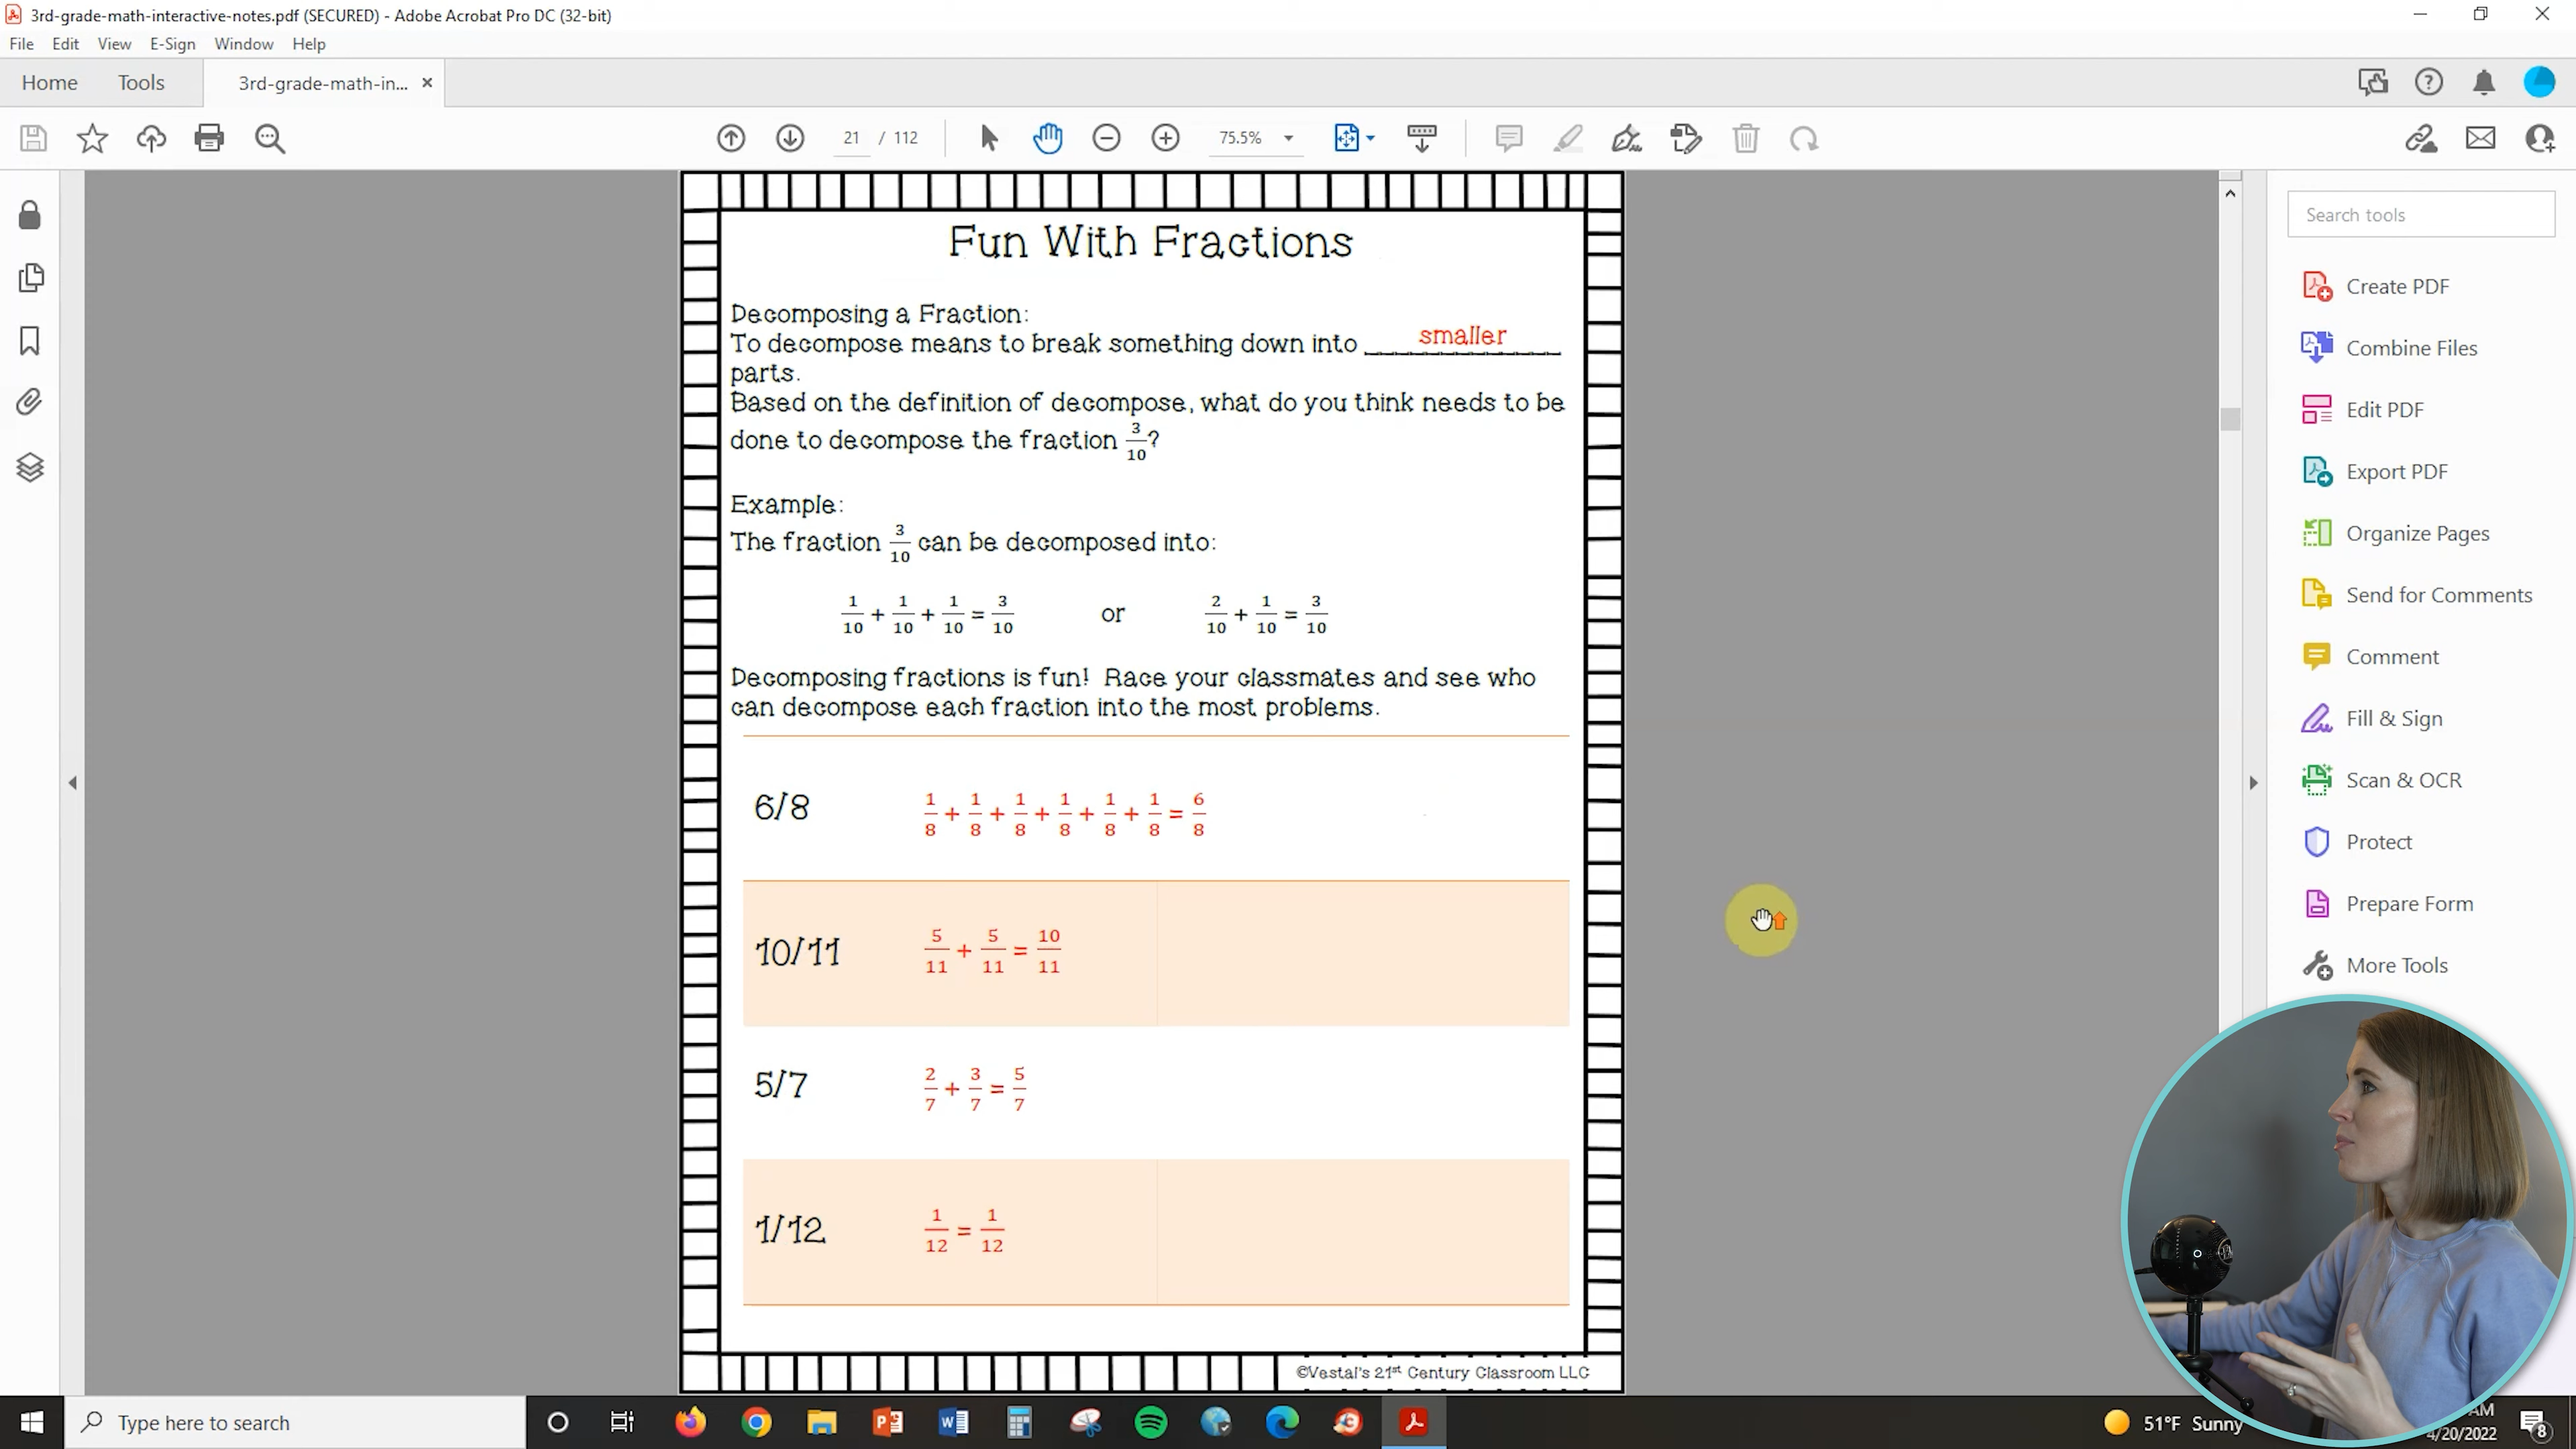 3rd-grade-math-interactive-notes.pdf (SECURED) - Adobe Acrobat Pro DC (32-bit)
File Edit View E-Sign Window Help
Home Tools 3rd-grade-math-in... ×
21 / 112 75.5%
Search tools
Create PDF
Combine Files
Edit PDF
Export PDF
Organize Pages
Send for Comments
Comment
Fill & Sign
Scan & OCR
Protect
Prepare Form
More Tools
Fun With Fractions
Decomposing a Fraction:
To decompose means to break something down into smaller
parts.
Based on the definition of decompose, what do you think needs to be
done to decompose the fraction 3/10?
Example:
The fraction 3/10 can be decomposed into:
1/10 + 1/10 + 1/10 = 3/10 or 2/10 + 1/10 = 3/10
Decomposing fractions is fun! Race your classmates and see who
can decompose each fraction into the most problems.
6/8 1/8 + 1/8 + 1/8 + 1/8 + 1/8 + 1/8 = 6/8
10/11 5/11 + 5/11 = 10/11
5/7 2/7 + 3/7 = 5/7
1/12 1/12 = 1/12
©Vestal's 21st Century Classroom LLC
Type here to search
51°F Sunny
AM
4/20/2022
8